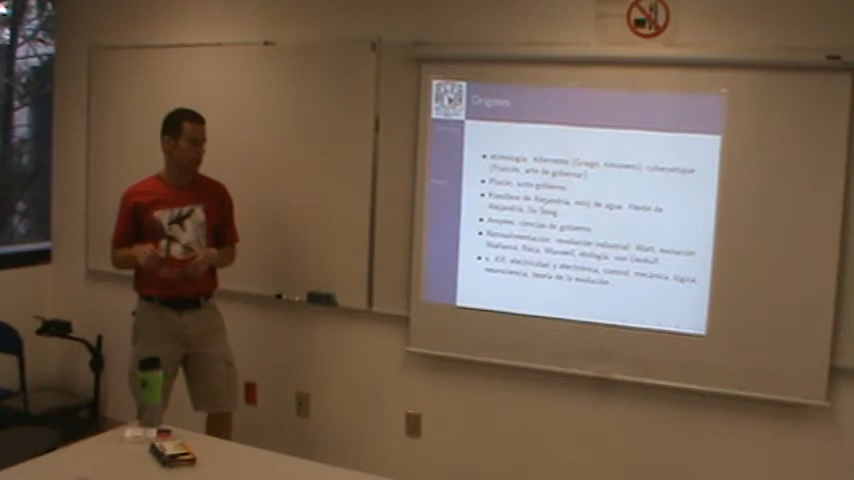 Orígenes
• etimología: kibernetes (Griego, timonero), cybernétique
(Francés, arte de gobernar)
• Platón, auto-gobierno.
• Ktesibios de Alejandría, reloj de agua. Herón de
Alejandría, Su Song.
• Ampère, ciencias de gobierno.
• Retroalimentación: revolución industrial: Watt, evolución:
Wallace, física: Maxwell, etología: von Uexküll.
• s. XX electricidad y electrónica, control, mecánica, lógica,
neurociencia, teoría de la evolución.